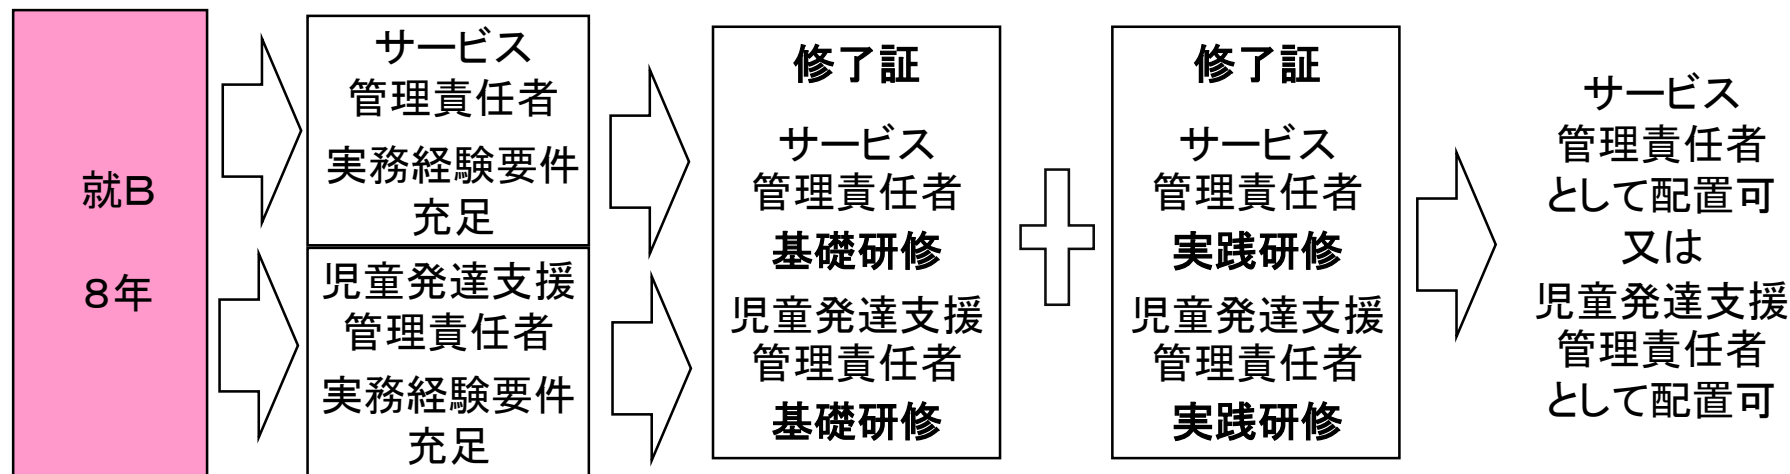 就B
8年
サービス
管理責任者
実務経験要件
充足
児童発達支援
管理責任者
実務経験要件
充足
修了証
サービス
管理責任者
基礎研修
児童発達支援
管理責任者
基礎研修
修了証
サービス
管理責任者
実践研修
児童発達支援
管理責任者
実践研修
サービス
管理責任者
として配置可
又は
児童発達支援
管理責任者
として配置可